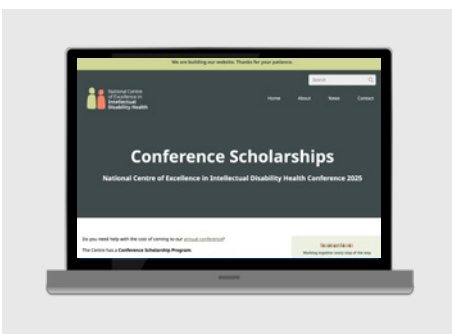 We are building our website. Thanks for your patience.
Search
National Centre
of Excellence in
Intellectual
Disability Health
Home About News Contact
Conference Scholarships
National Centre of Excellence in Intellectual Disability Health Conference 2025
Do you need help with the cost of coming to our annual conference?
The Centre has a Conference Scholarship Program.
Working together every step of the way